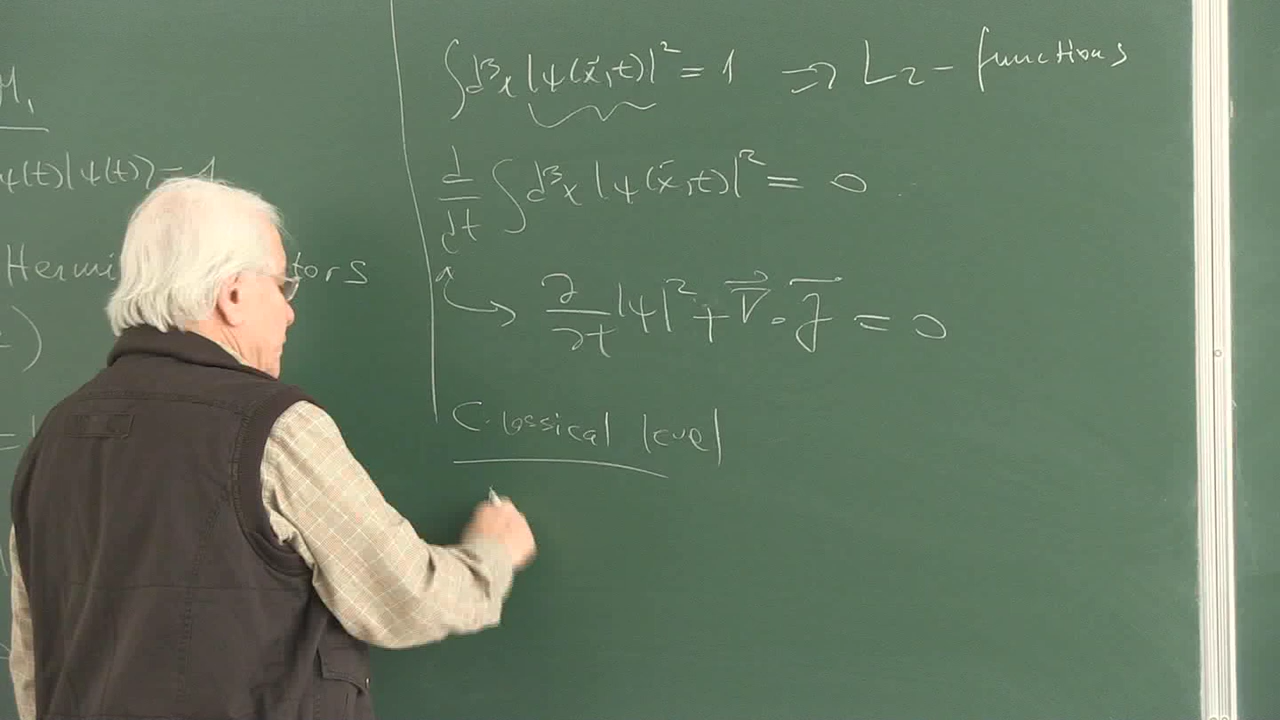 ψ(t)|ψ(t)⟩ = 1
Hermi tors
∫d³x |ψ(x⃗,t)|² = 1 ⇒ L₂ - functions
d/dt ∫d³x |ψ(x⃗,t)|² = 0
↪ ∂/∂t |ψ|² + ∇⃗ · j⃗ = 0
Classical level